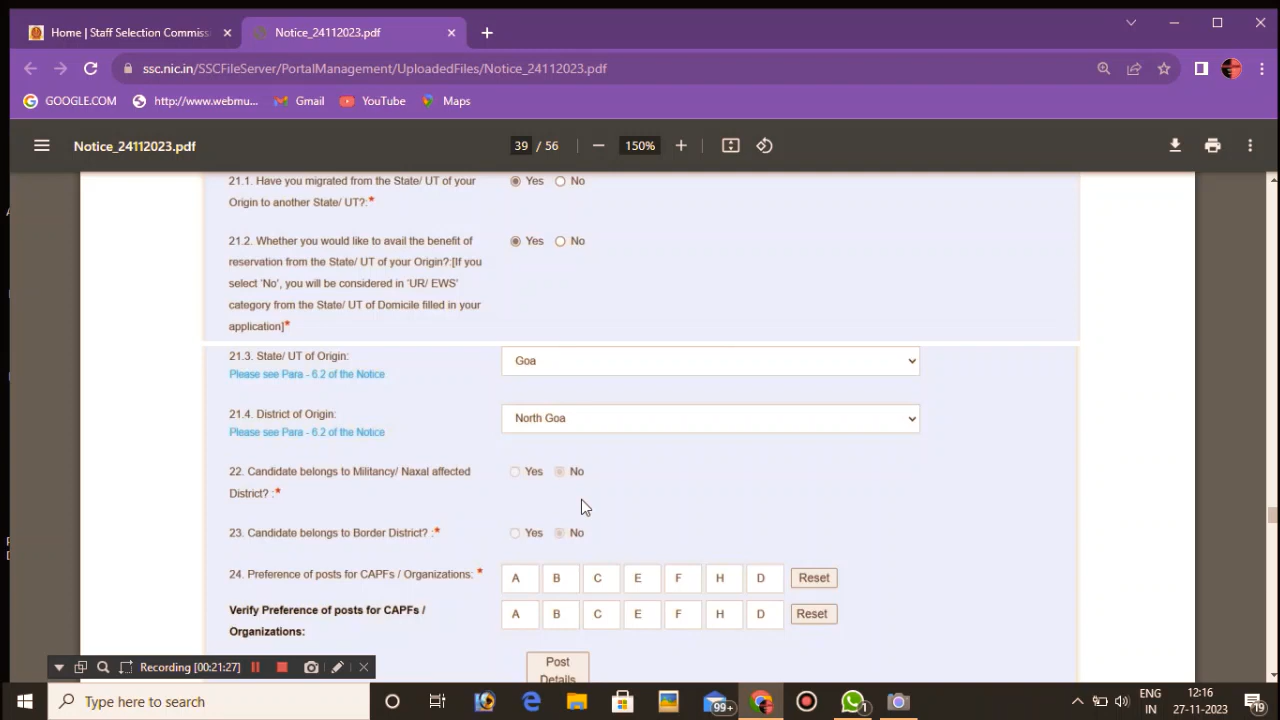 Home | Staff Selection Commiss
Notice_24112023.pdf
ssc.nic.in/SSCFileServer/PortalManagement/UploadedFiles/Notice_24112023.pdf
GOOGLE.COM
http://www.webmu...
Gmail
YouTube
Maps
Notice_24112023.pdf
39 / 56
150%
21.1. Have you migrated from the State/ UT of your
Origin to another State/ UT?:*
Yes No
21.2. Whether you would like to avail the benefit of
reservation from the State/ UT of your Origin?:[If you
select 'No', you will be considered in 'UR/ EWS'
category from the State/ UT of Domicile filled in your
application]*
Yes No
21.3. State/ UT of Origin:
Please see Para - 6.2 of the Notice
Goa
21.4. District of Origin:
Please see Para - 6.2 of the Notice
North Goa
22. Candidate belongs to Militancy/ Naxal affected
District? :*
Yes No
23. Candidate belongs to Border District? :*
Yes No
24. Preference of posts for CAPFs / Organizations: *
A B C E F H D Reset
Verify Preference of posts for CAPFs /
Organizations:
A B C E F H D Reset
Post
Details
Recording [00:21:27]
Type here to search
99+
1
ENG
IN
12:16
27-11-2023
19